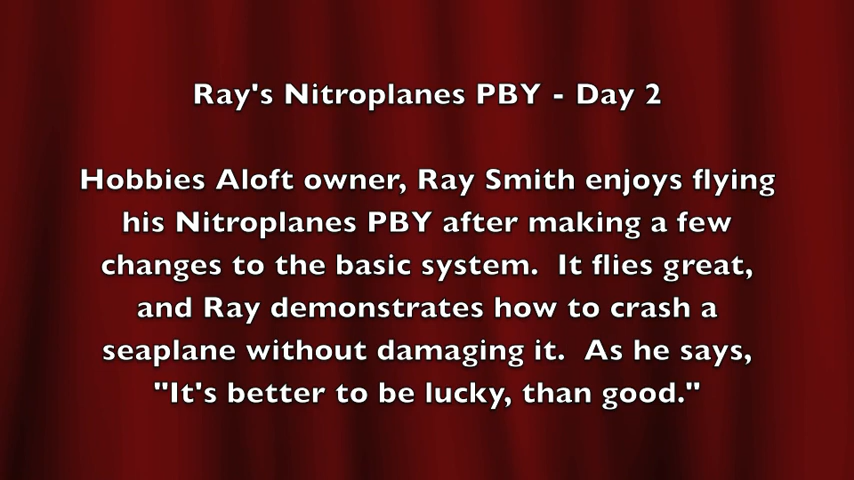 Ray's Nitroplanes PBY - Day 2
Hobbies Aloft owner, Ray Smith enjoys flying
his Nitroplanes PBY after making a few
changes to the basic system.  It flies great,
and Ray demonstrates how to crash a
seaplane without damaging it.  As he says,
"It's better to be lucky, than good."